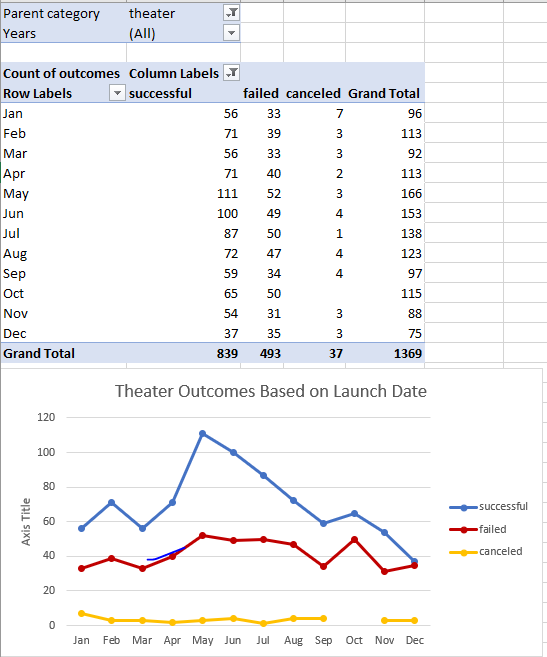 Parent category theater
Years (All)
Count of outcomes Column Labels
Row Labels successful failed canceled Grand Total
Jan 56 33 7 96
Feb 71 39 3 113
Mar 56 33 3 92
Apr 71 40 2 113
May 111 52 3 166
Jun 100 49 4 153
Jul 87 50 1 138
Aug 72 47 4 123
Sep 59 34 4 97
Oct 65 50 115
Nov 54 31 3 88
Dec 37 35 3 75
Grand Total 839 493 37 1369
Theater Outcomes Based on Launch Date
Axis Title
120
100
80
60
40
20
0
Jan Feb Mar Apr May Jun Jul Aug Sep Oct Nov Dec
successful
failed
canceled